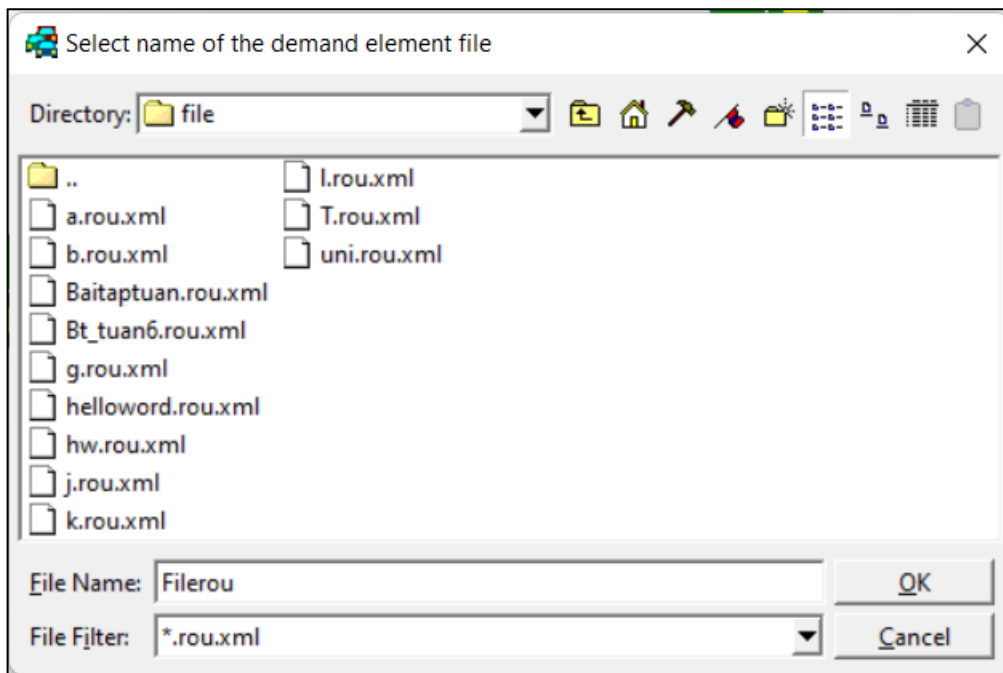 Select name of the demand element file
Directory: file
..
a.rou.xml
b.rou.xml
Baitaptuan.rou.xml
Bt_tuan6.rou.xml
g.rou.xml
helloword.rou.xml
hw.rou.xml
j.rou.xml
k.rou.xml
l.rou.xml
T.rou.xml
uni.rou.xml
File Name: Filerou
OK
File Filter: *.rou.xml
Cancel